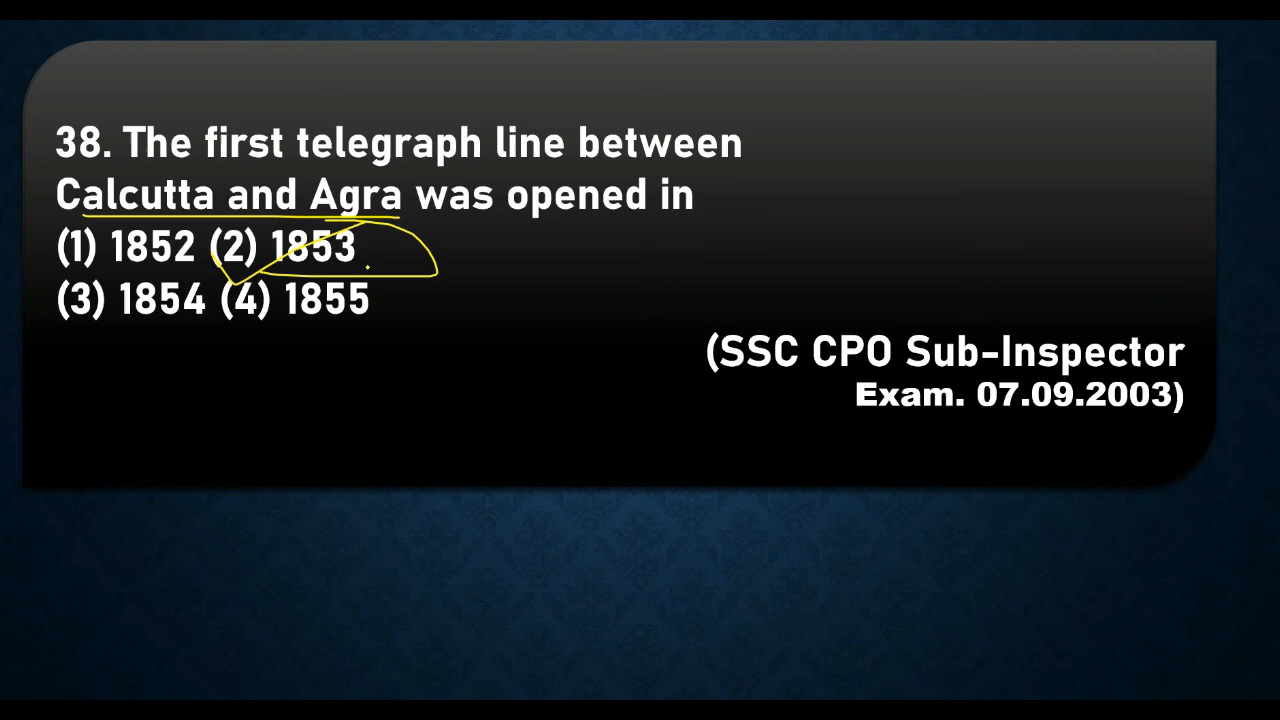 38. The first telegraph line between
Calcutta and Agra was opened in
(1) 1852 (2) 1853
(3) 1854 (4) 1855
(SSC CPO Sub-Inspector
Exam. 07.09.2003)